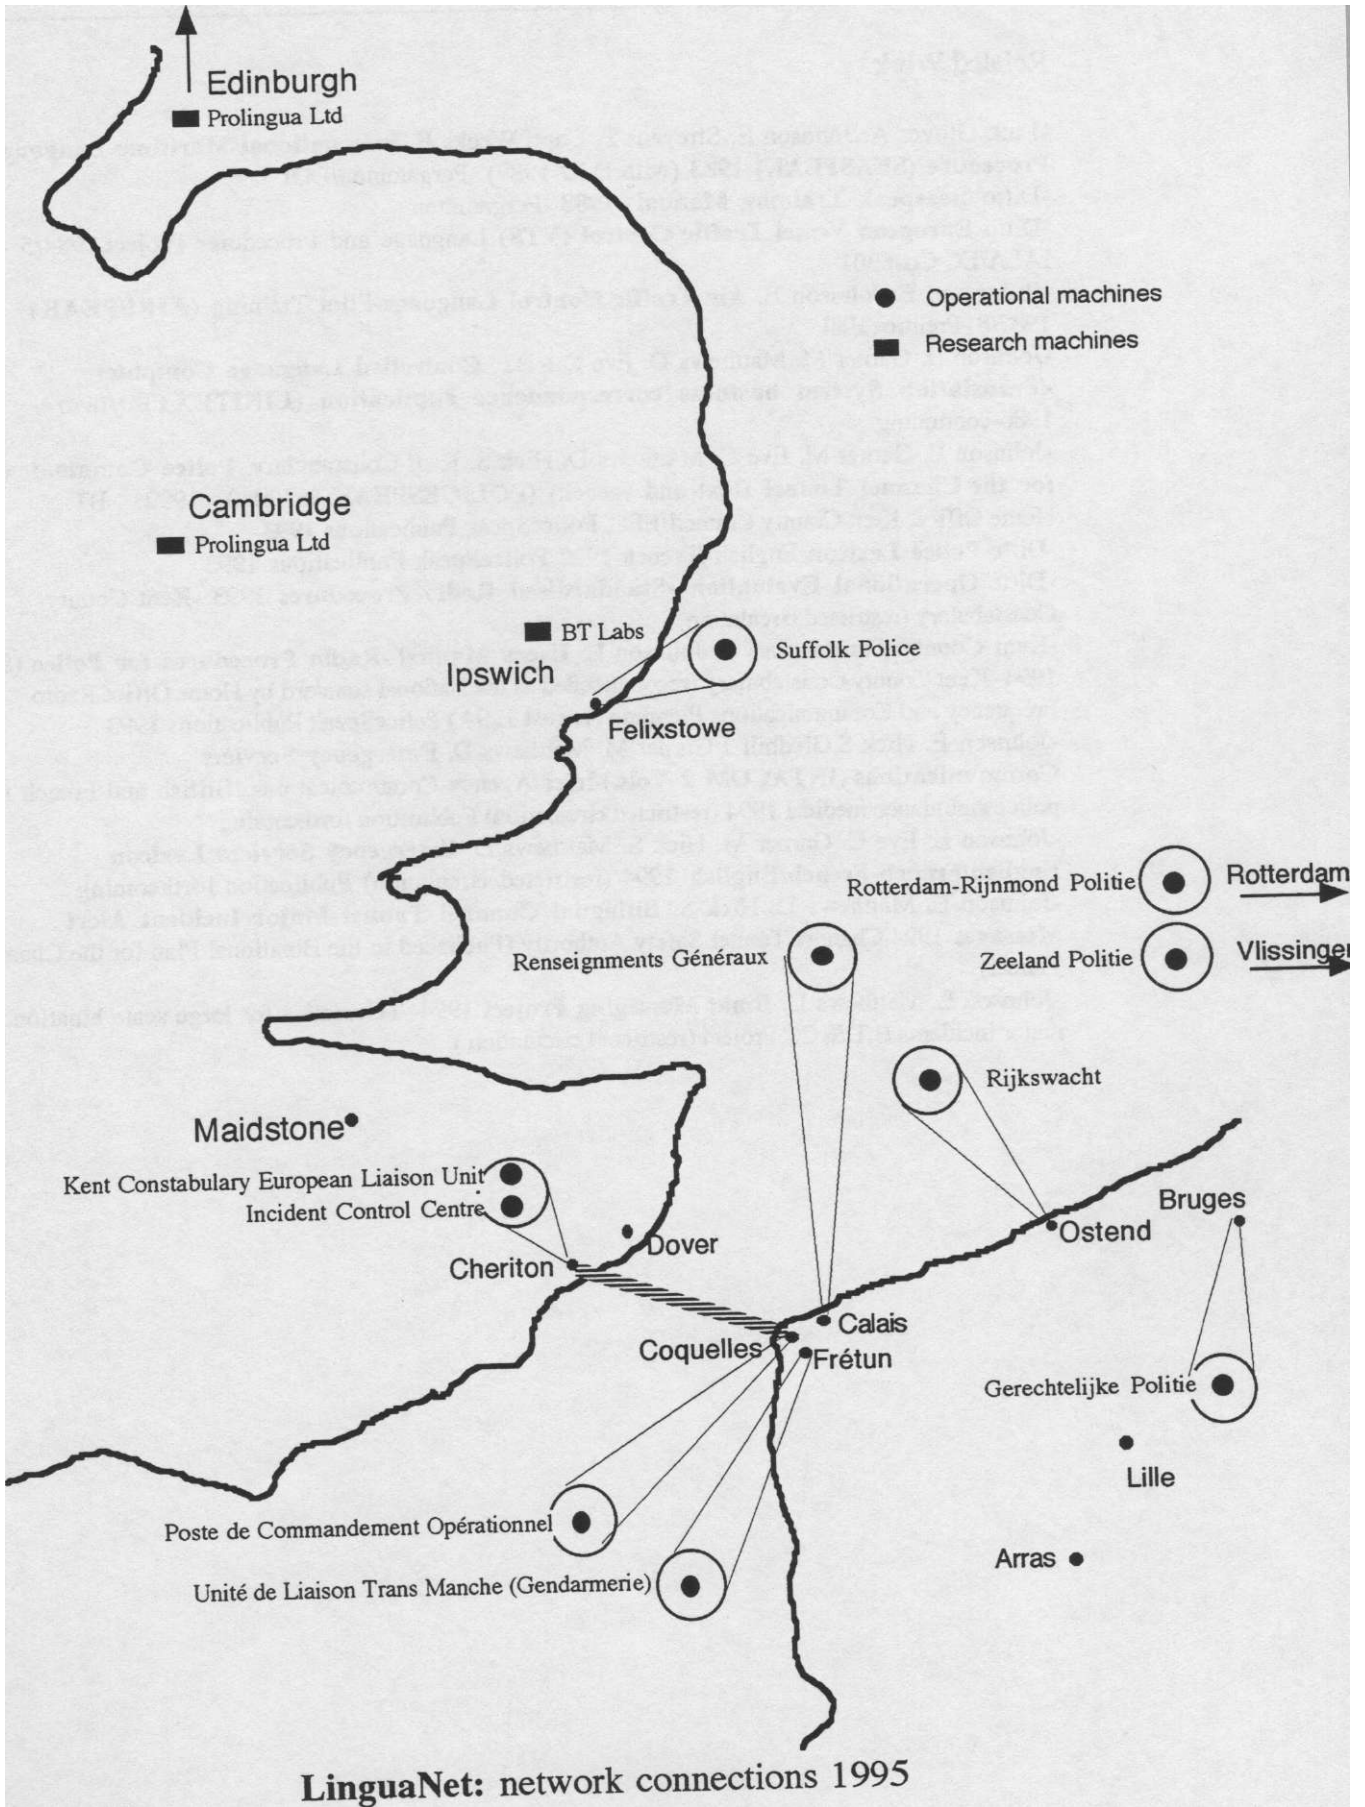 Edinburgh
Prolingua Ltd
Operational machines
Research machines
Cambridge
Prolingua Ltd
BT Labs
Suffolk Police
Ipswich
Felixstowe
Rotterdam-Rijnmond Politie
Rotterdam
Renseignments Généraux
Zeeland Politie
Vlissingen
Rijkswacht
Maidstone
Kent Constabulary European Liaison Unit
Incident Control Centre
Bruges
Dover
Ostend
Cheriton
Calais
Coquelles
Frétun
Gerechtelijke Politie
Lille
Poste de Commandement Opérationnel
Arras
Unité de Liaison Trans Manche (Gendarmerie)
LinguaNet: network connections 1995